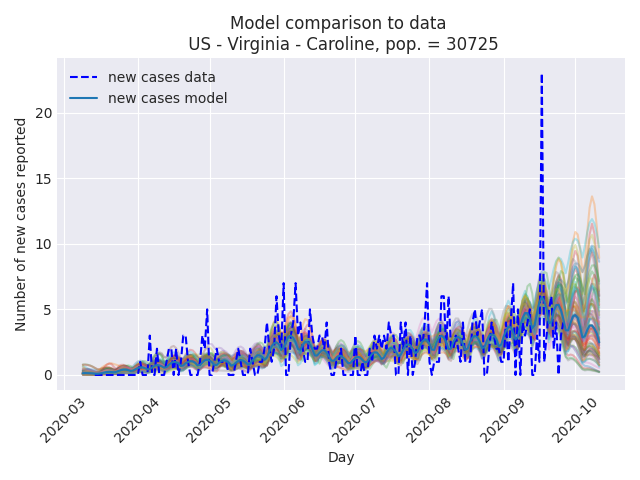 Model comparison to data
US - Virginia - Caroline, pop. = 30725
new cases data
new cases model
Number of new cases reported
20
15
10
5
0
2020-03
2020-04
2020-05
2020-06
2020-07
2020-08
2020-09
2020-10
Day